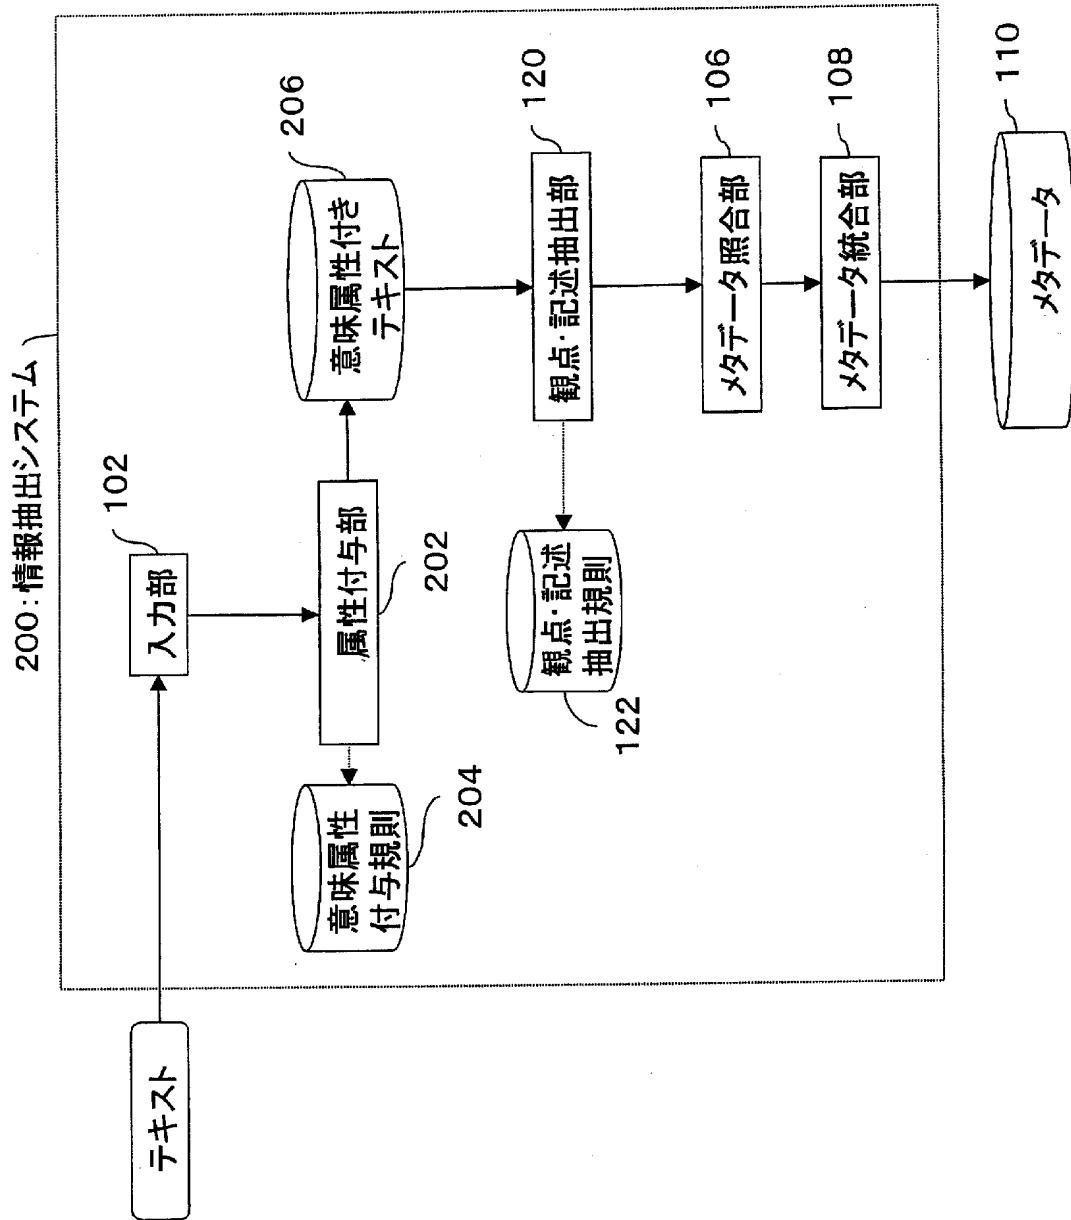 200:情報抽出システム
テキスト
102
入力部
属性付与部
202
意味属性
付与規則
204
206
意味属性付き
テキスト
120
観点・記述抽出部
観点・記述
抽出規則
122
106
メタデータ照合部
108
メタデータ統合部
110
メタデータ